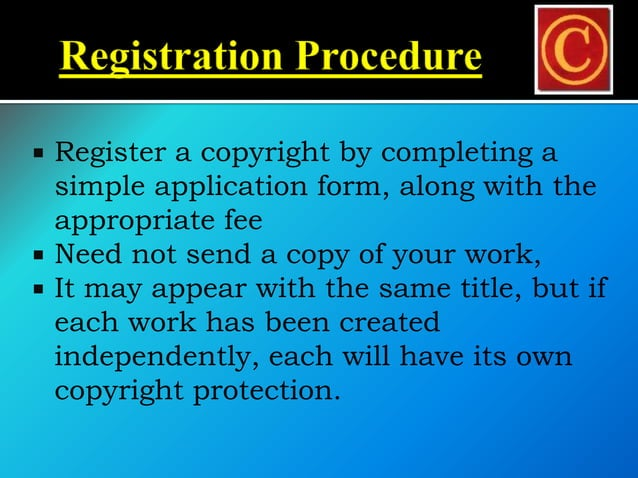 Registration Procedure
©
▪ Register a copyright by completing a
simple application form, along with the
appropriate fee
▪ Need not send a copy of your work,
▪ It may appear with the same title, but if
each work has been created
independently, each will have its own
copyright protection.